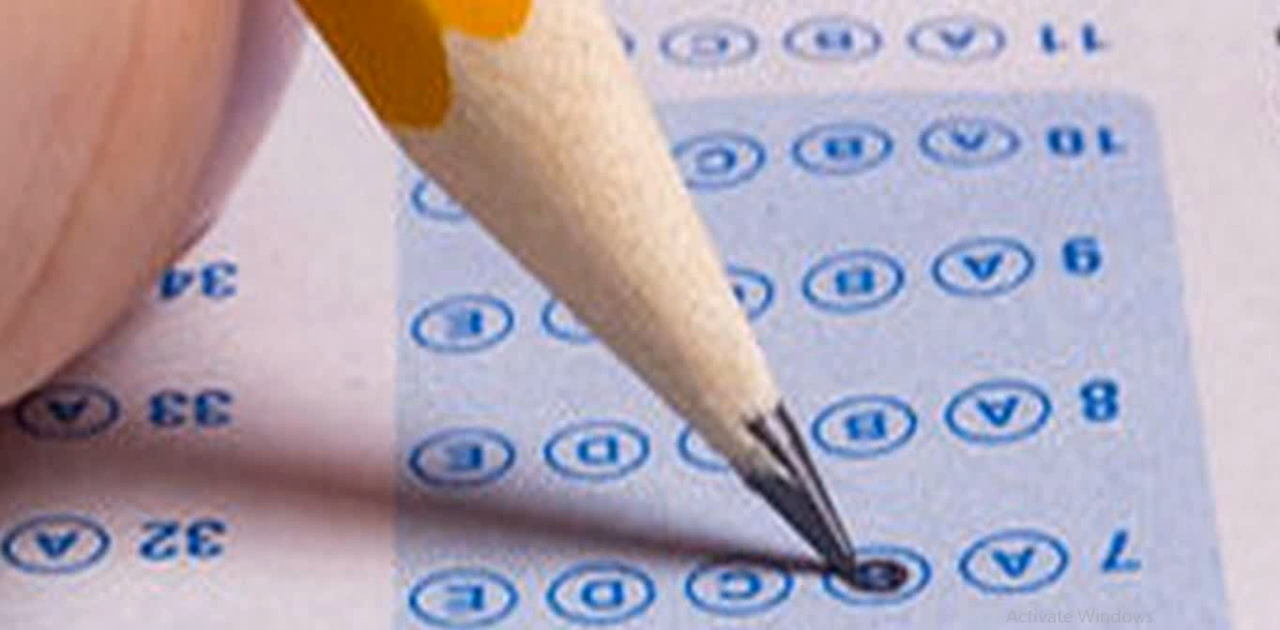 7 A C D E
32 A
8 A B D E
33 A
9 A B E
34
10 A B C
11 A B C
Activate Windows